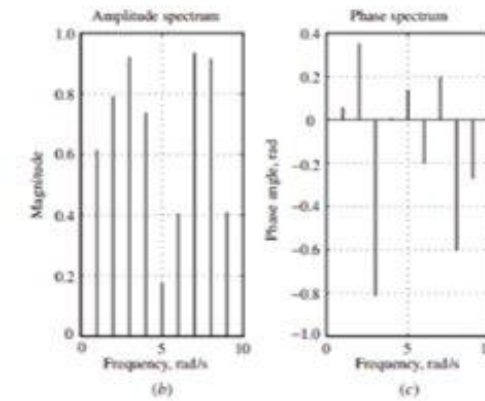 Amplitude spectrum
1.0
0.8
0.6
0.4
0.2
0
0
5
10
Magnitude
Frequency, rad/s
(b)
Phase spectrum
0.4
0.2
0
−0.2
−0.4
−0.6
−0.8
−1.0
0
5
10
Phase angle, rad
Frequency, rad/s
(c)